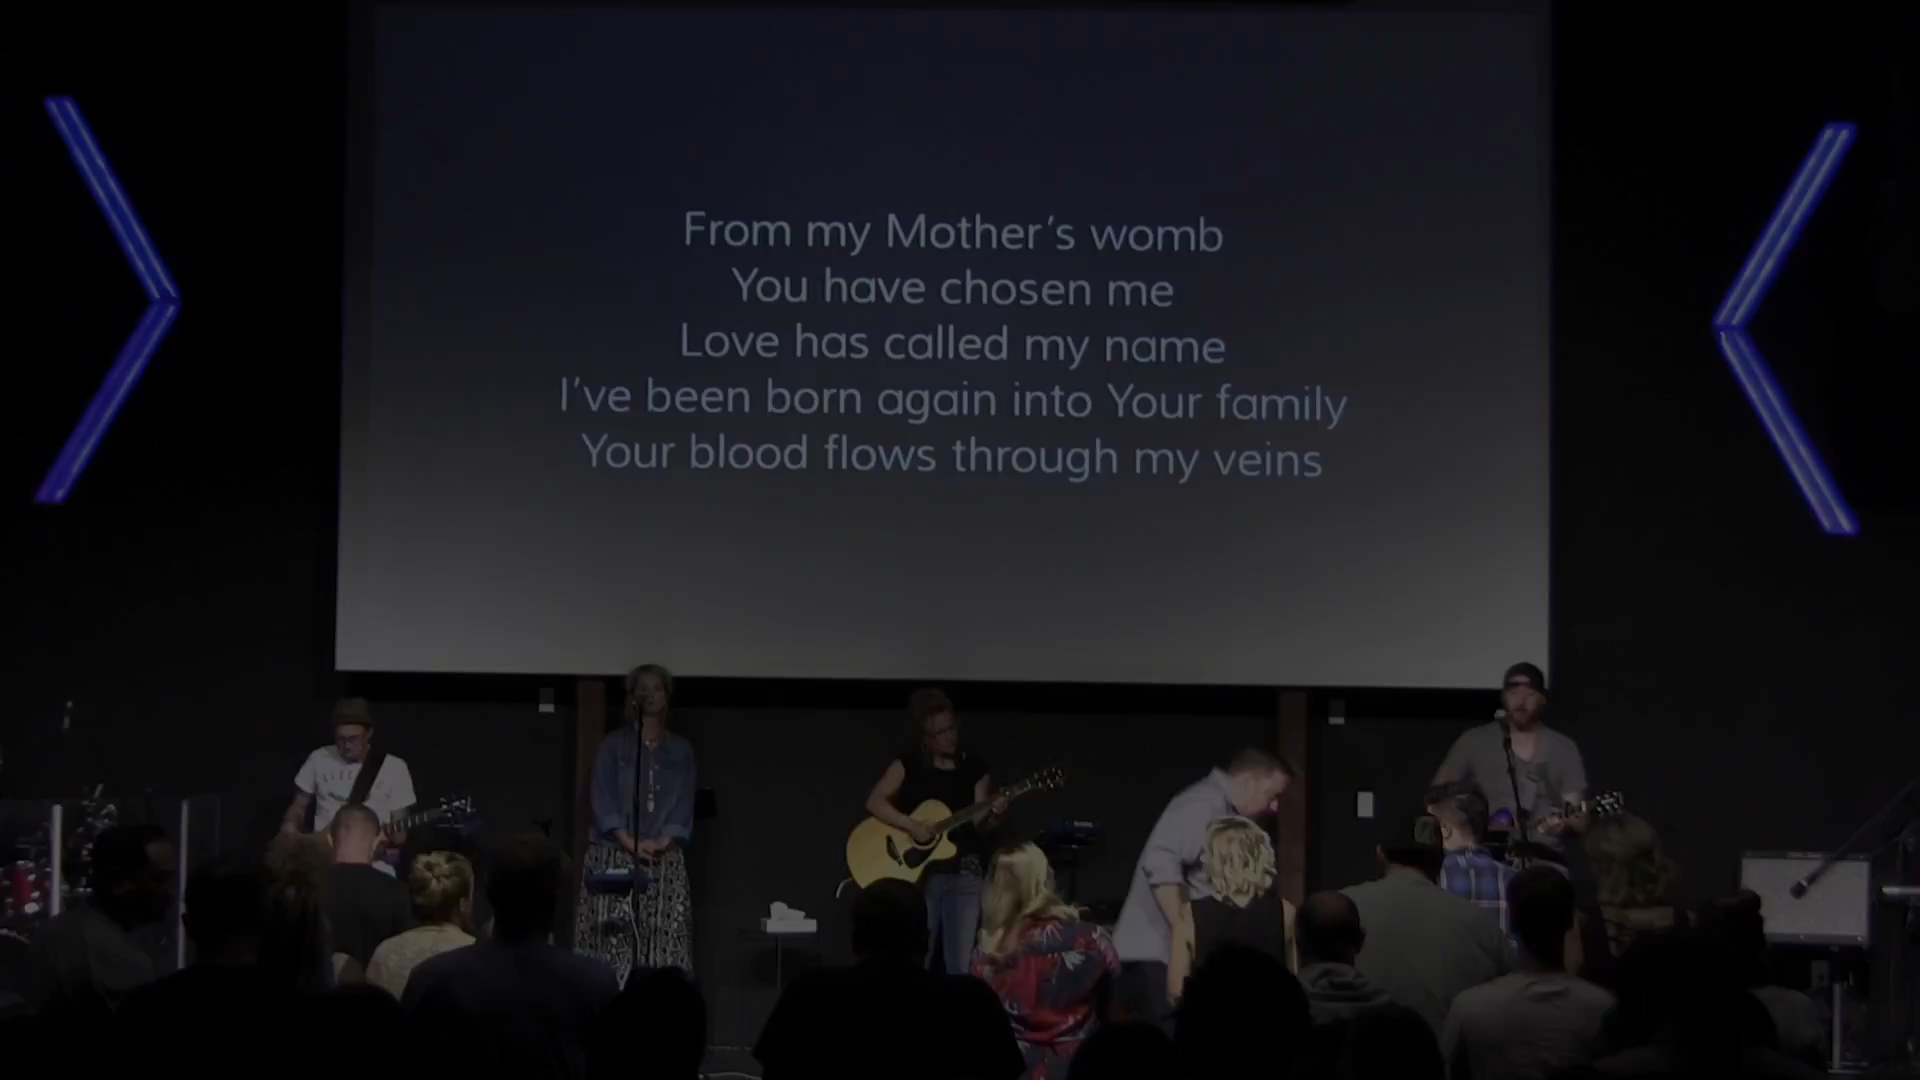 From my Mother's womb
You have chosen me
Love has called my name
I've been born again into Your family
Your blood flows through my veins